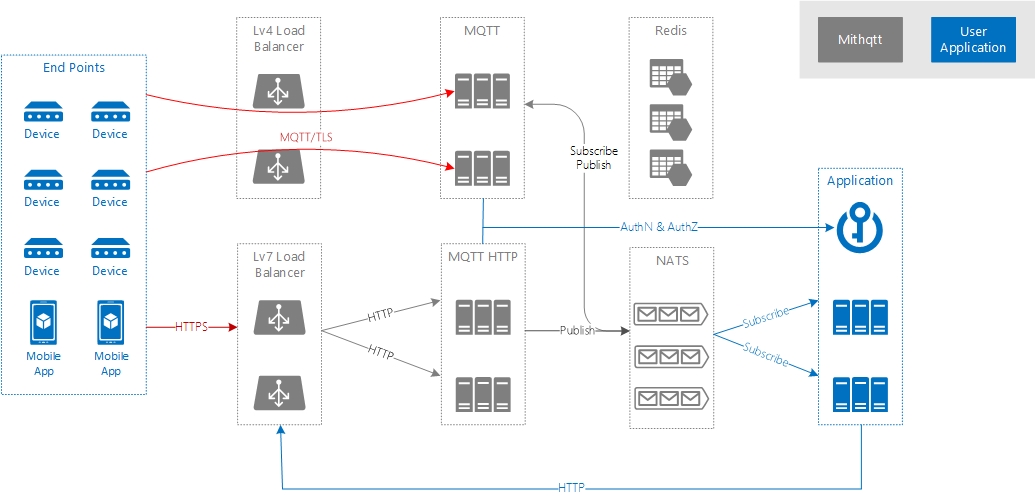 Lv4 Load
Balancer
MQTT
Redis
Mithqtt
User
Application
End Points
Device
Device
MQTT/TLS
Subscribe
Publish
Device
Device
Application
AuthN & AuthZ
Device
Device
Lv7 Load
Balancer
MQTT HTTP
NATS
HTTPS
HTTP
HTTP
Publish
Subscribe
Subscribe
Mobile
App
Mobile
App
HTTP